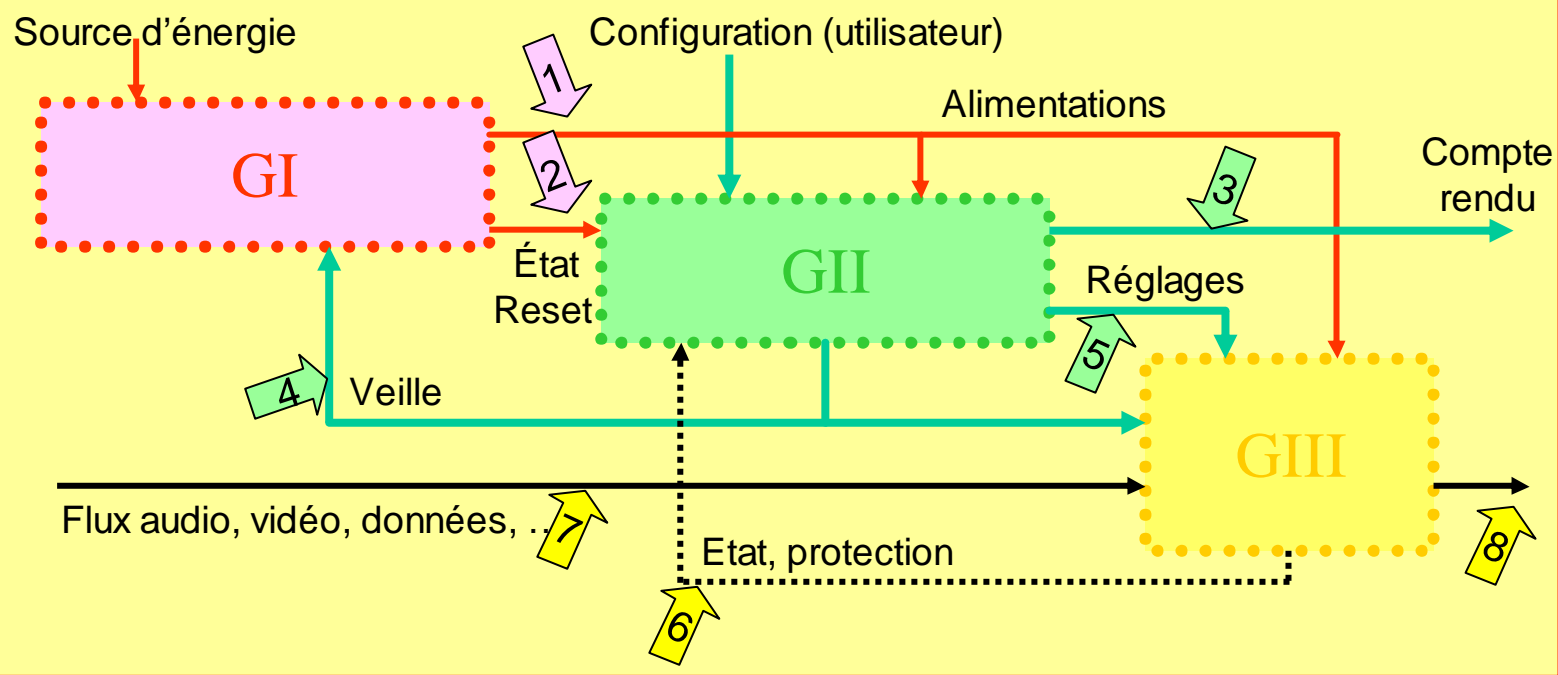 Source d’énergie
Configuration (utilisateur)
1
Alimentations
2
GI
3
Compte
rendu
État
Reset
GII
Réglages
5
4
Veille
GIII
Flux audio, vidéo, données, …
7
Etat, protection
8
6